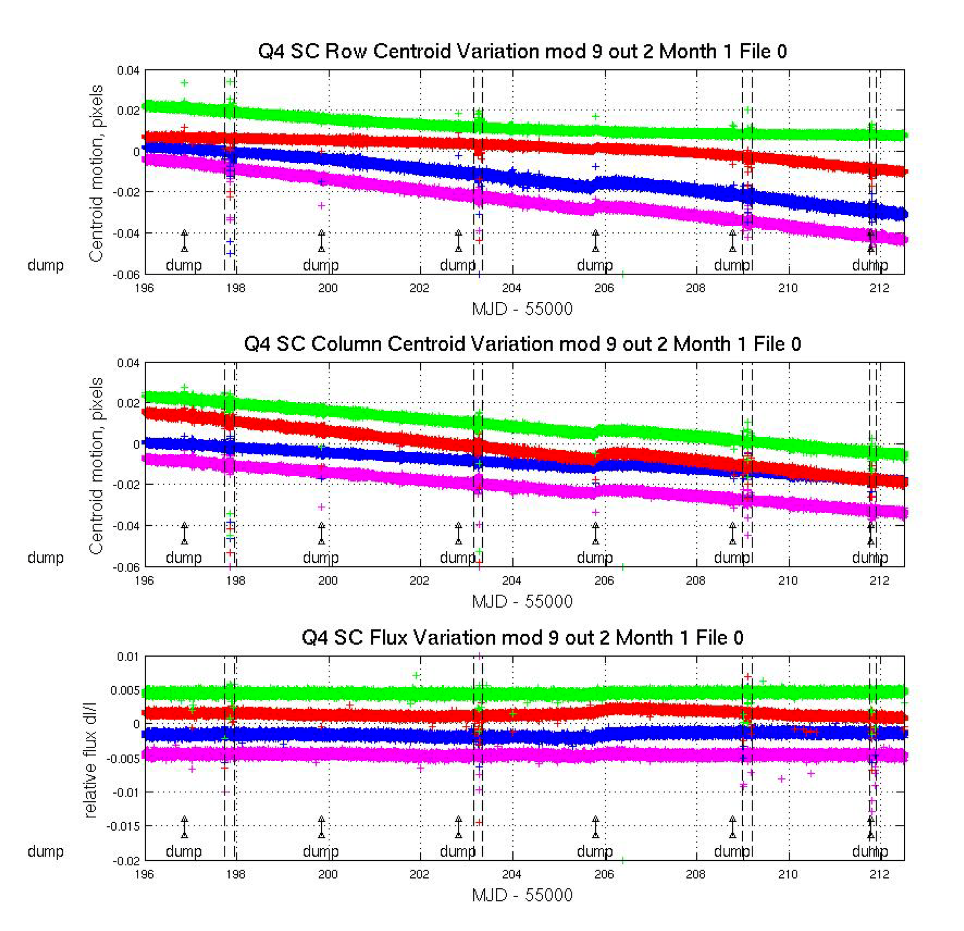 Q4 SC Row Centroid Variation mod 9 out 2 Month 1 File 0
Centroid motion, pixels
0.04
0.02
0
-0.02
-0.04
-0.06
dump dump dump dump dump dump dump
196 198 200 202 204 206 208 210 212
MJD - 55000
Q4 SC Column Centroid Variation mod 9 out 2 Month 1 File 0
Centroid motion, pixels
0.04
0.02
0
-0.02
-0.04
-0.06
dump dump dump dump dump dump dump
196 198 200 202 204 206 208 210 212
MJD - 55000
Q4 SC Flux Variation mod 9 out 2 Month 1 File 0
relative flux dI/I
0.01
0.005
0
-0.005
-0.01
-0.015
-0.02
dump dump dump dump dump dump dump
196 198 200 202 204 206 208 210 212
MJD - 55000